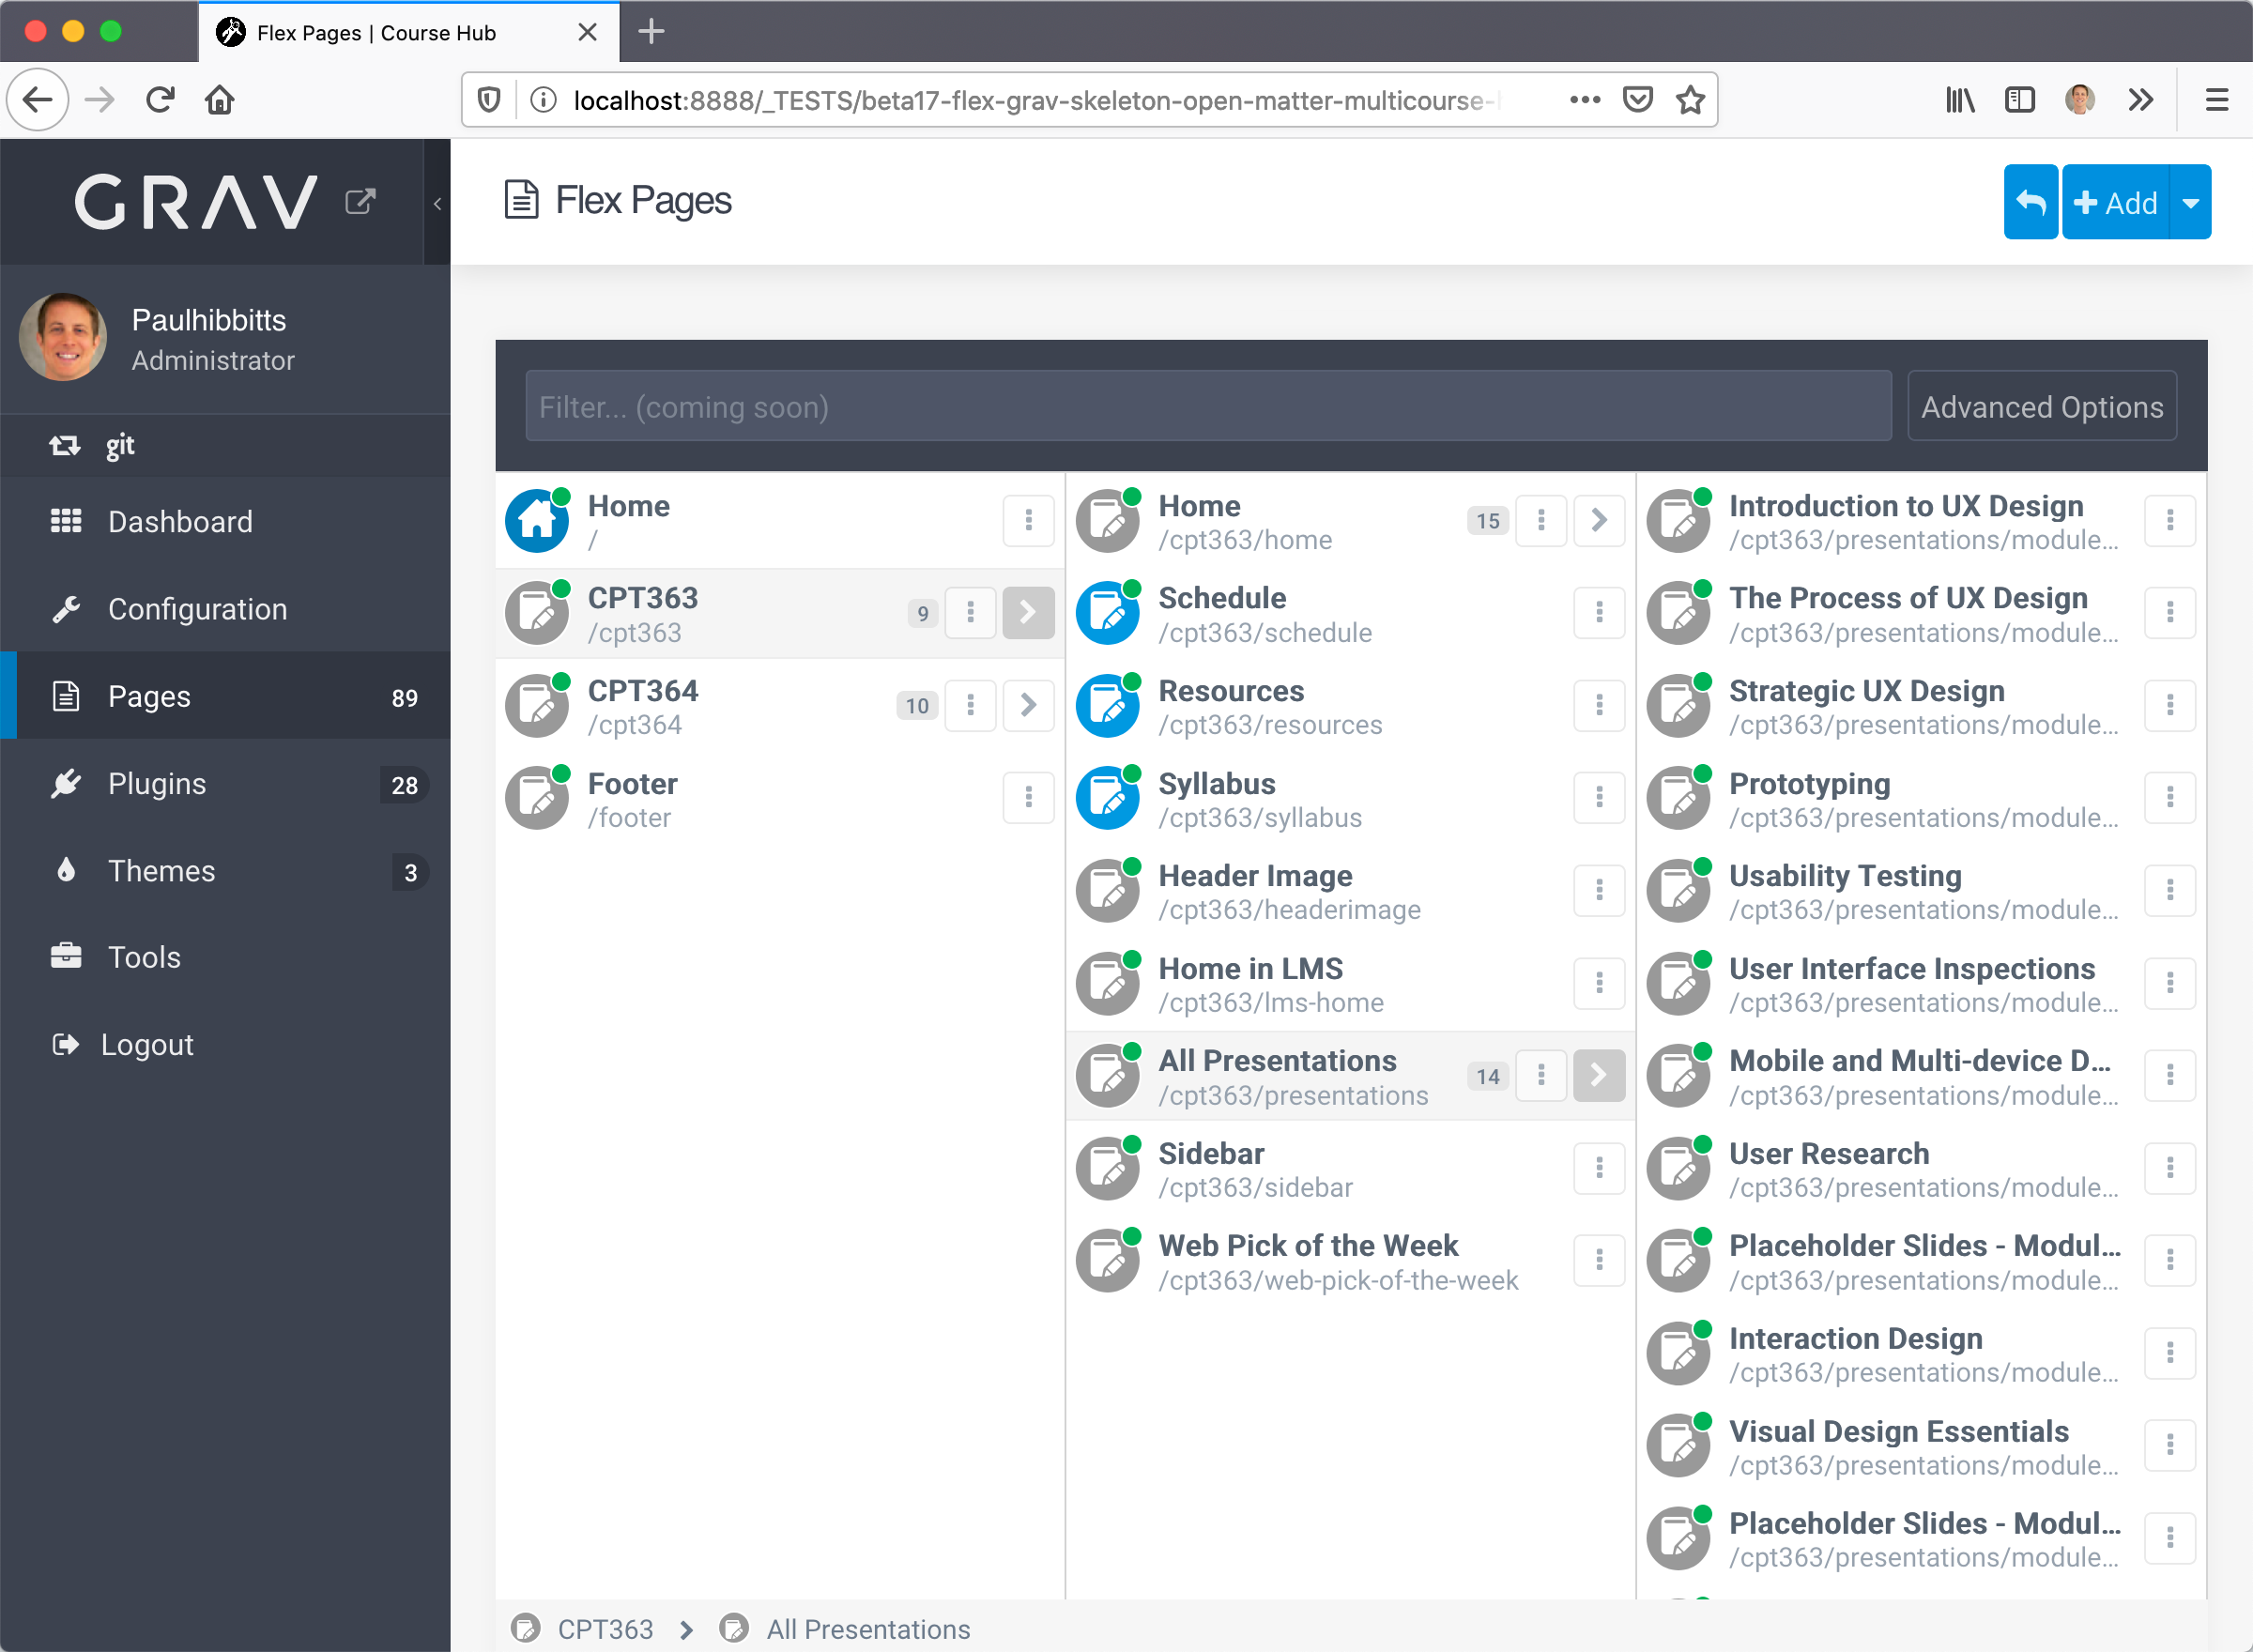 Flex Pages | Course Hub
localhost:8888/_TESTS/beta17-flex-grav-skeleton-open-matter-multicourse-
GRAV
Flex Pages
Add
Paulhibbitts
Administrator
git
Dashboard
Configuration
Pages 89
Plugins 28
Themes 3
Tools
Logout
Filter... (coming soon)
Advanced Options
Home
/
CPT363
/cpt363
9
CPT364
/cpt364
10
Footer
/footer
Home
/cpt363/home
15
Schedule
/cpt363/schedule
Resources
/cpt363/resources
Syllabus
/cpt363/syllabus
Header Image
/cpt363/headerimage
Home in LMS
/cpt363/lms-home
All Presentations
/cpt363/presentations
14
Sidebar
/cpt363/sidebar
Web Pick of the Week
/cpt363/web-pick-of-the-week
Introduction to UX Design
/cpt363/presentations/module...
The Process of UX Design
/cpt363/presentations/module...
Strategic UX Design
/cpt363/presentations/module...
Prototyping
/cpt363/presentations/module...
Usability Testing
/cpt363/presentations/module...
User Interface Inspections
/cpt363/presentations/module...
Mobile and Multi-device D...
/cpt363/presentations/module...
User Research
/cpt363/presentations/module...
Placeholder Slides - Modul...
/cpt363/presentations/module...
Interaction Design
/cpt363/presentations/module...
Visual Design Essentials
/cpt363/presentations/module...
Placeholder Slides - Modul...
/cpt363/presentations/module...
CPT363 > All Presentations